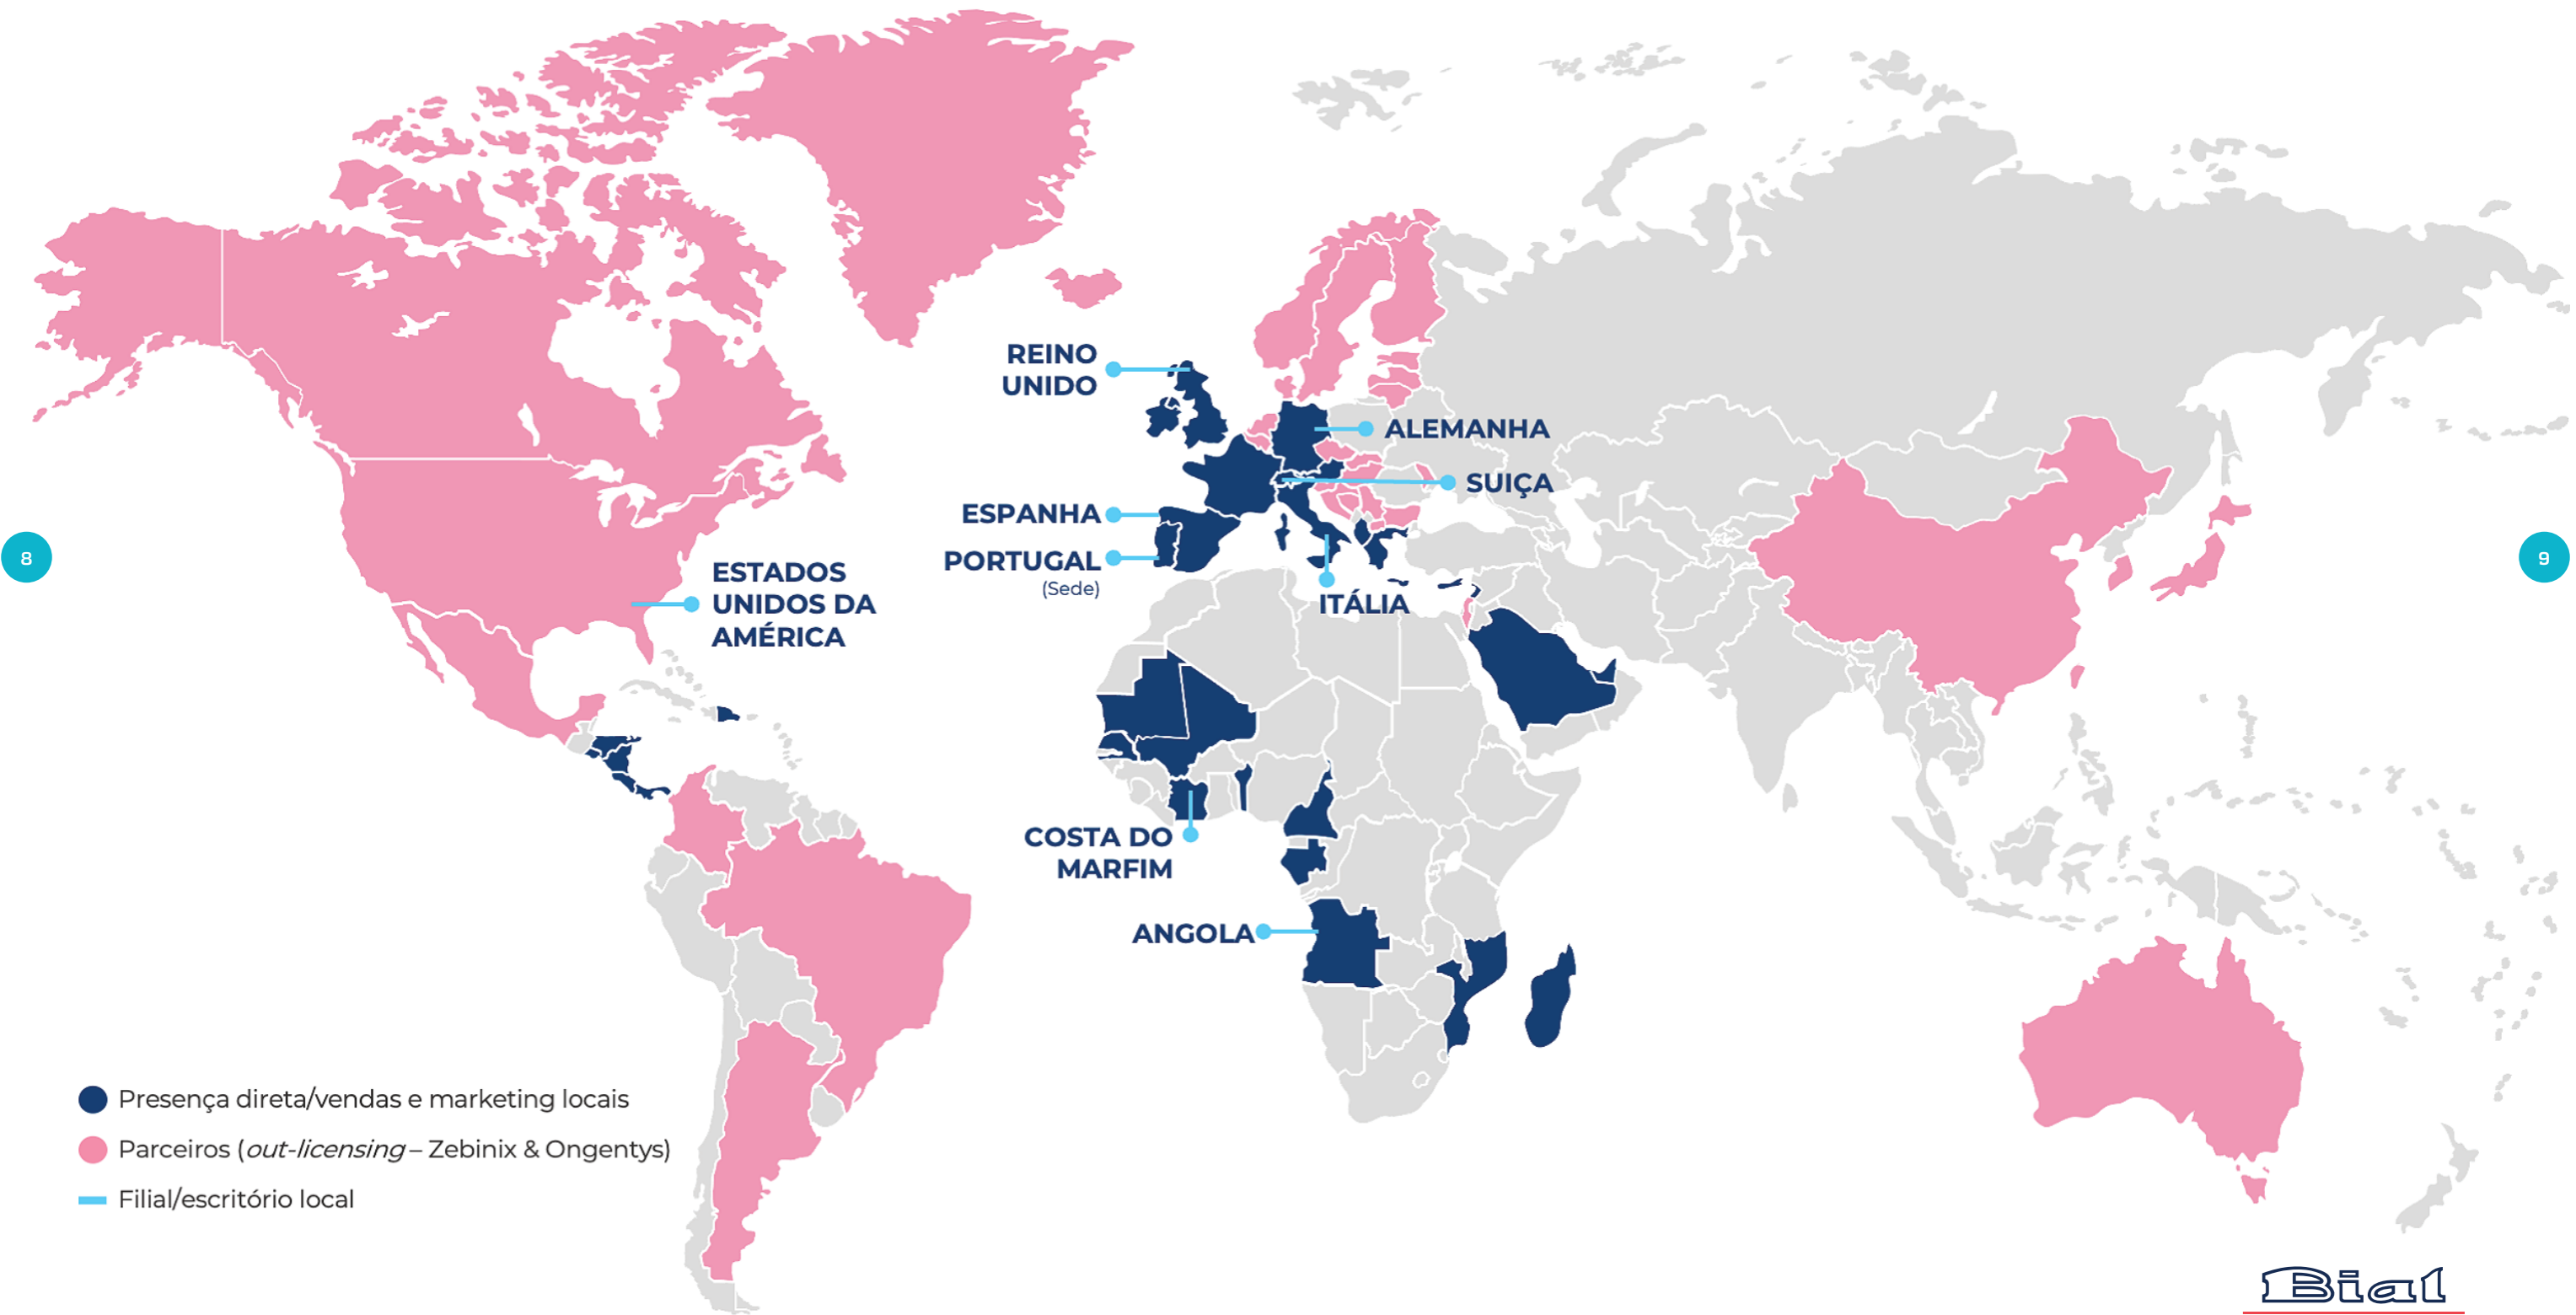 REINO
UNIDO
ALEMANHA
SUIÇA
ESPANHA
PORTUGAL
(Sede)
ITÁLIA
8
9
ESTADOS
UNIDOS DA
AMÉRICA
COSTA DO
MARFIM
ANGOLA
Presença direta/vendas e marketing locais
Parceiros (out-licensing – Zebinix & Ongentys)
Filial/escritório local
Bial